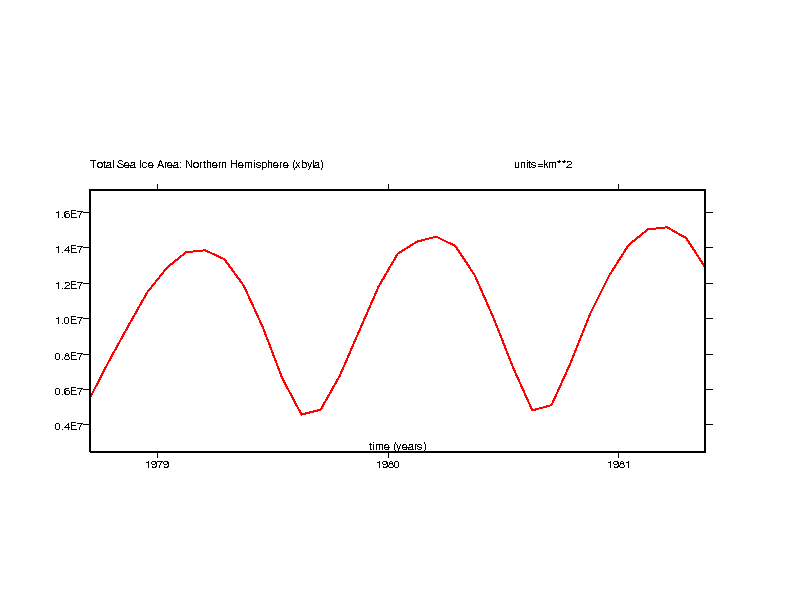 Total Sea Ice Area: Northern Hemisphere (xbyla) units=km**2
1.6E7
1.4E7
1.2E7
1.0E7
0.8E7
0.6E7
0.4E7
time (years)
1979 1980 1981